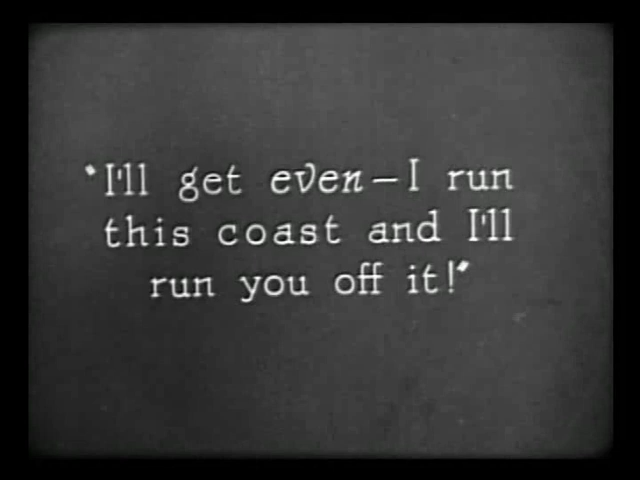 "I'll get even—I run
this coast and I'll
run you off it!"